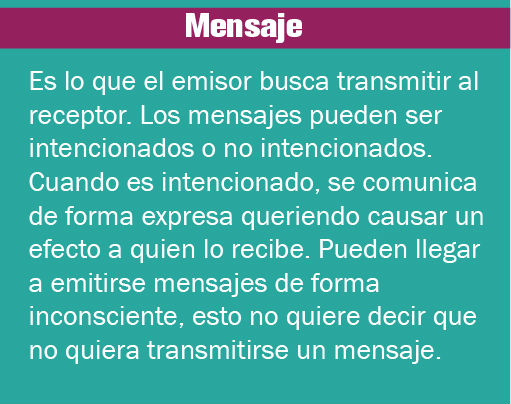 Mensaje
Es lo que el emisor busca transmitir al
receptor. Los mensajes pueden ser
intencionados o no intencionados.
Cuando es intencionado, se comunica
de forma expresa queriendo causar un
efecto a quien lo recibe. Pueden llegar
a emitirse mensajes de forma
inconsciente, esto no quiere decir que
no quiera transmitirse un mensaje.